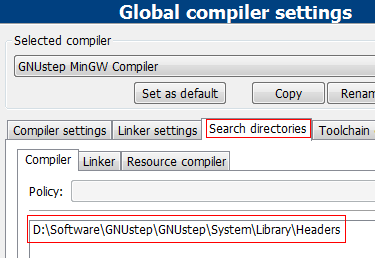 Global compiler settings
Selected compiler
GNUstep MinGW Compiler
Set as default Copy Renam
Compiler settings Linker settings Search directories Toolchain
Compiler Linker Resource compiler
Policy:
D:\Software\GNUstep\GNUstep\System\Library\Headers